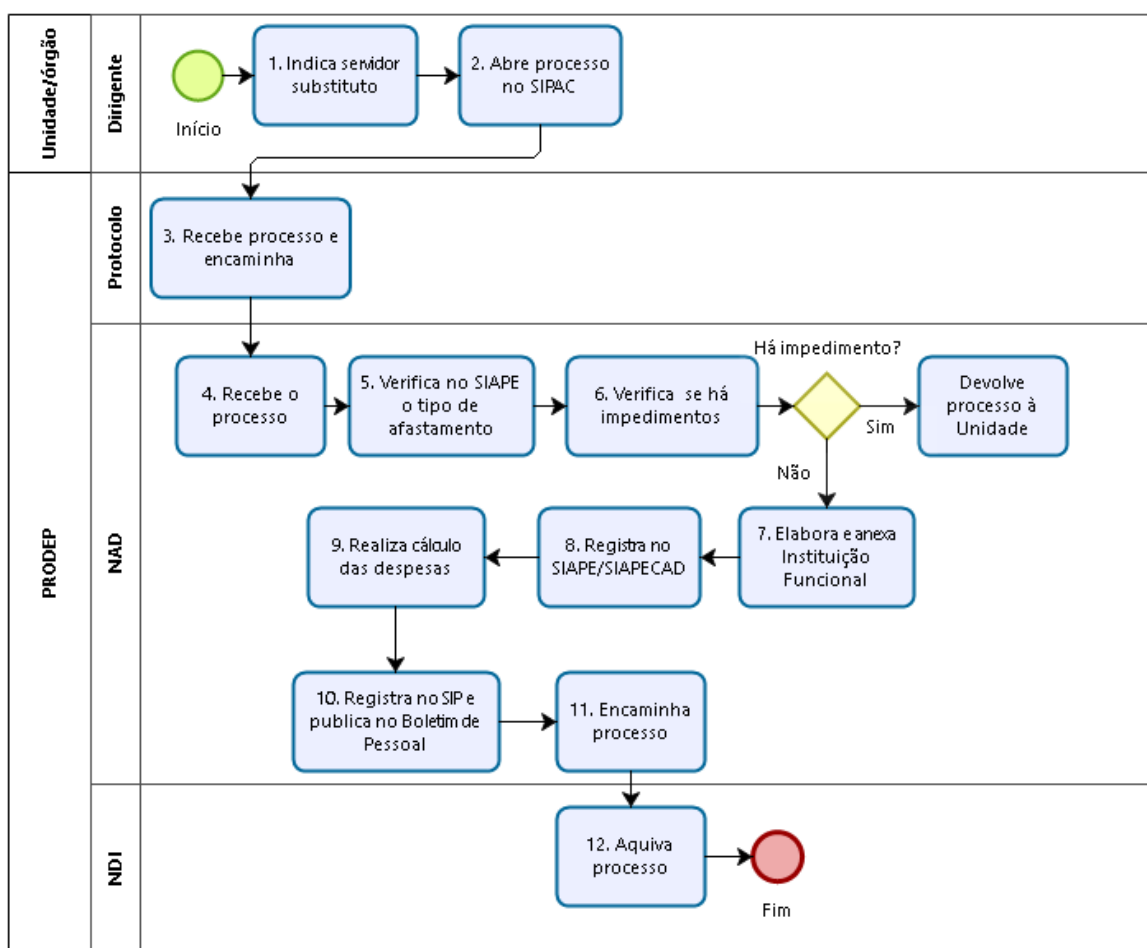 Unidade/órgão
Dirigente
Início
1. Indica servidor
substituto
2. Abre processo
no SIPAC
PRODEP
Protocolo
3. Recebe processo e
encaminha
NAD
4. Recebe o
processo
5. Verifica no SIAPE
o tipo de
afastamento
6. Verifica se há
impedimentos
Há impedimento?
Sim
Não
Devolve
processo à
Unidade
7. Elabora e anexa
Instituição
Funcional
8. Registra no
SIAPE/SIAPECAD
9. Realiza cálculo
das despesas
10. Registra no SIP e
publica no Boletim de
Pessoal
11. Encaminha
processo
NDI
12. Aquiva
processo
Fim